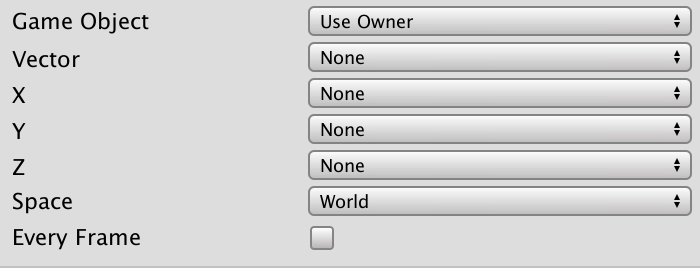 Game Object Use Owner
Vector None
X None
Y None
Z None
Space World
Every Frame